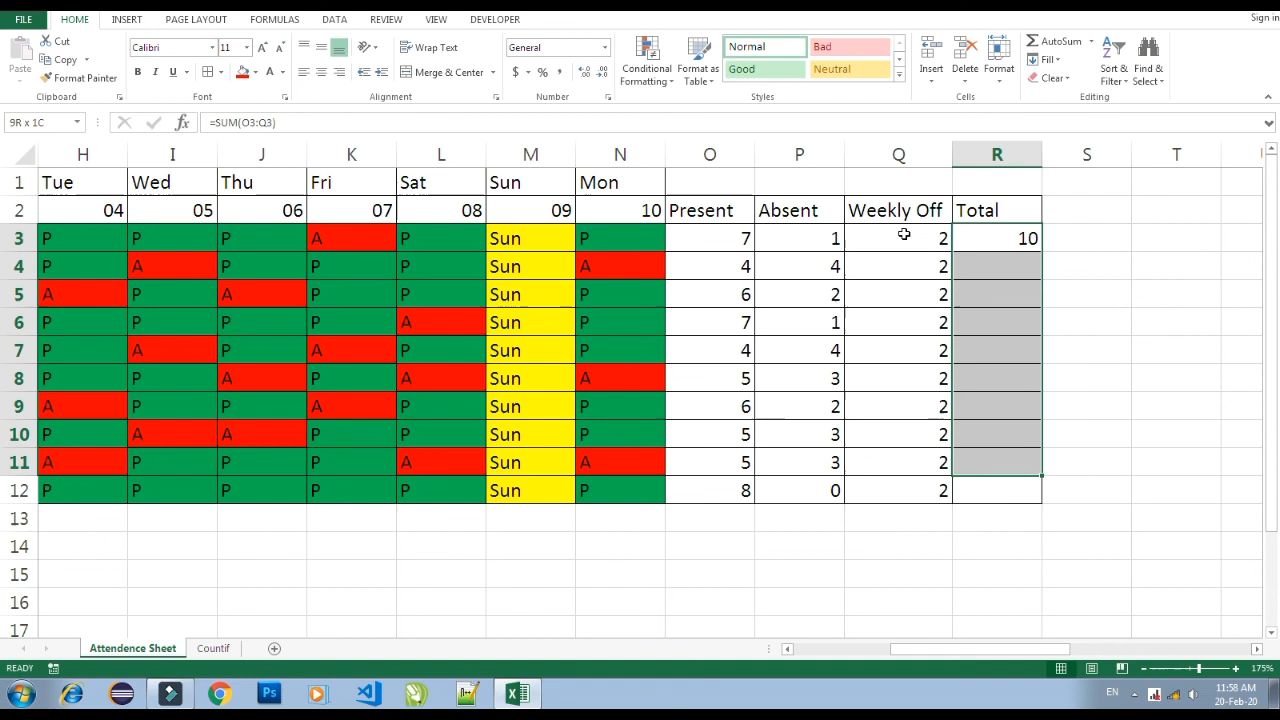 FILE HOME INSERT PAGE LAYOUT FORMULAS DATA REVIEW VIEW DEVELOPER Sign in
Cut Calibri 11 Wrap Text General Normal Bad AutoSum
Copy Good Neutral Fill
Paste Format Painter Merge & Center Conditional Formatting Format as Table Insert Delete Format Clear Sort & Filter Find & Select
Clipboard Font Alignment Number Styles Cells Editing
9R x 1C =SUM(O3:Q3)
H I J K L M N O P Q R S T
1 Tue Wed Thu Fri Sat Sun Mon
2 04 05 06 07 08 09 10 Present Absent Weekly Off Total
3 P P P A P Sun P 7 1 2 10
4 P A P P P Sun A 4 4 2
5 A P A P P Sun P 6 2 2
6 P P P P A Sun P 7 1 2
7 P A P A P Sun P 4 4 2
8 P P A P A Sun A 5 3 2
9 A P P A P Sun P 6 2 2
10 P A A P P Sun P 5 3 2
11 A P P P A Sun A 5 3 2
12 P P P P P Sun P 8 0 2
13
14
15
16
17
Attendence Sheet Countif
READY 175%
EN 11:58 AM
20-Feb-20